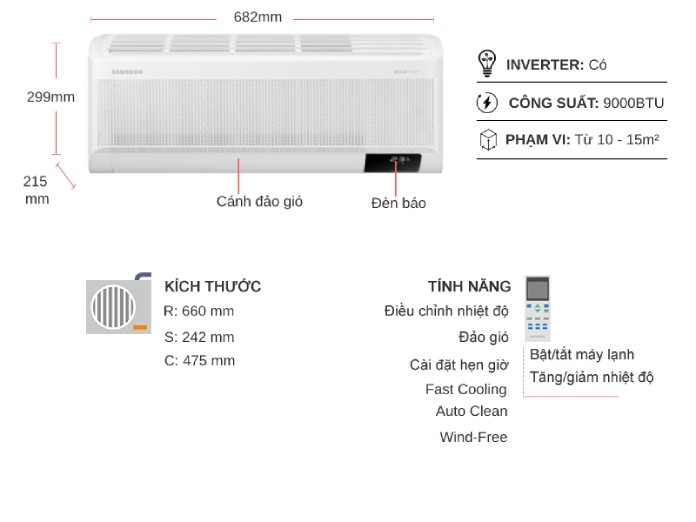 682mm
SAMSUNG
299mm
215
mm
Cánh đảo gió
Đèn báo
INVERTER: Có
CÔNG SUẤT: 9000BTU
PHẠM VI: Từ 10 - 15m²
KÍCH THƯỚC
R: 660 mm
S: 242 mm
C: 475 mm
TÍNH NĂNG
Điều chỉnh nhiệt độ
Đảo gió
Cài đặt hẹn giờ
Fast Cooling
Auto Clean
Wind-Free
Bật/tắt máy lạnh
Tăng/giảm nhiệt độ